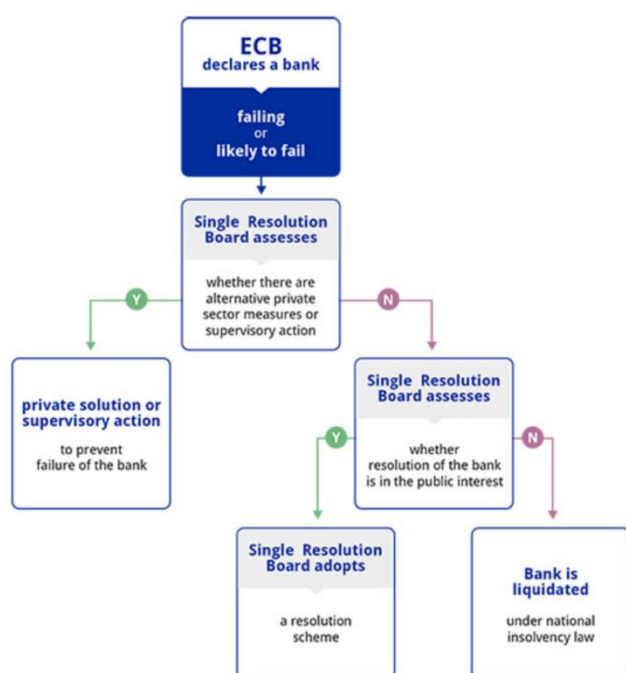 ECB
declares a bank
failing
or
likely to fail
Single Resolution
Board assesses
whether there are
alternative private
sector measures or
supervisory action
Y
N
private solution or
supervisory action
to prevent
failure of the bank
Single Resolution
Board assesses
whether
resolution of the bank
is in the public interest
Y
N
Single Resolution
Board adopts
a resolution
scheme
Bank is
liquidated
under national
insolvency law